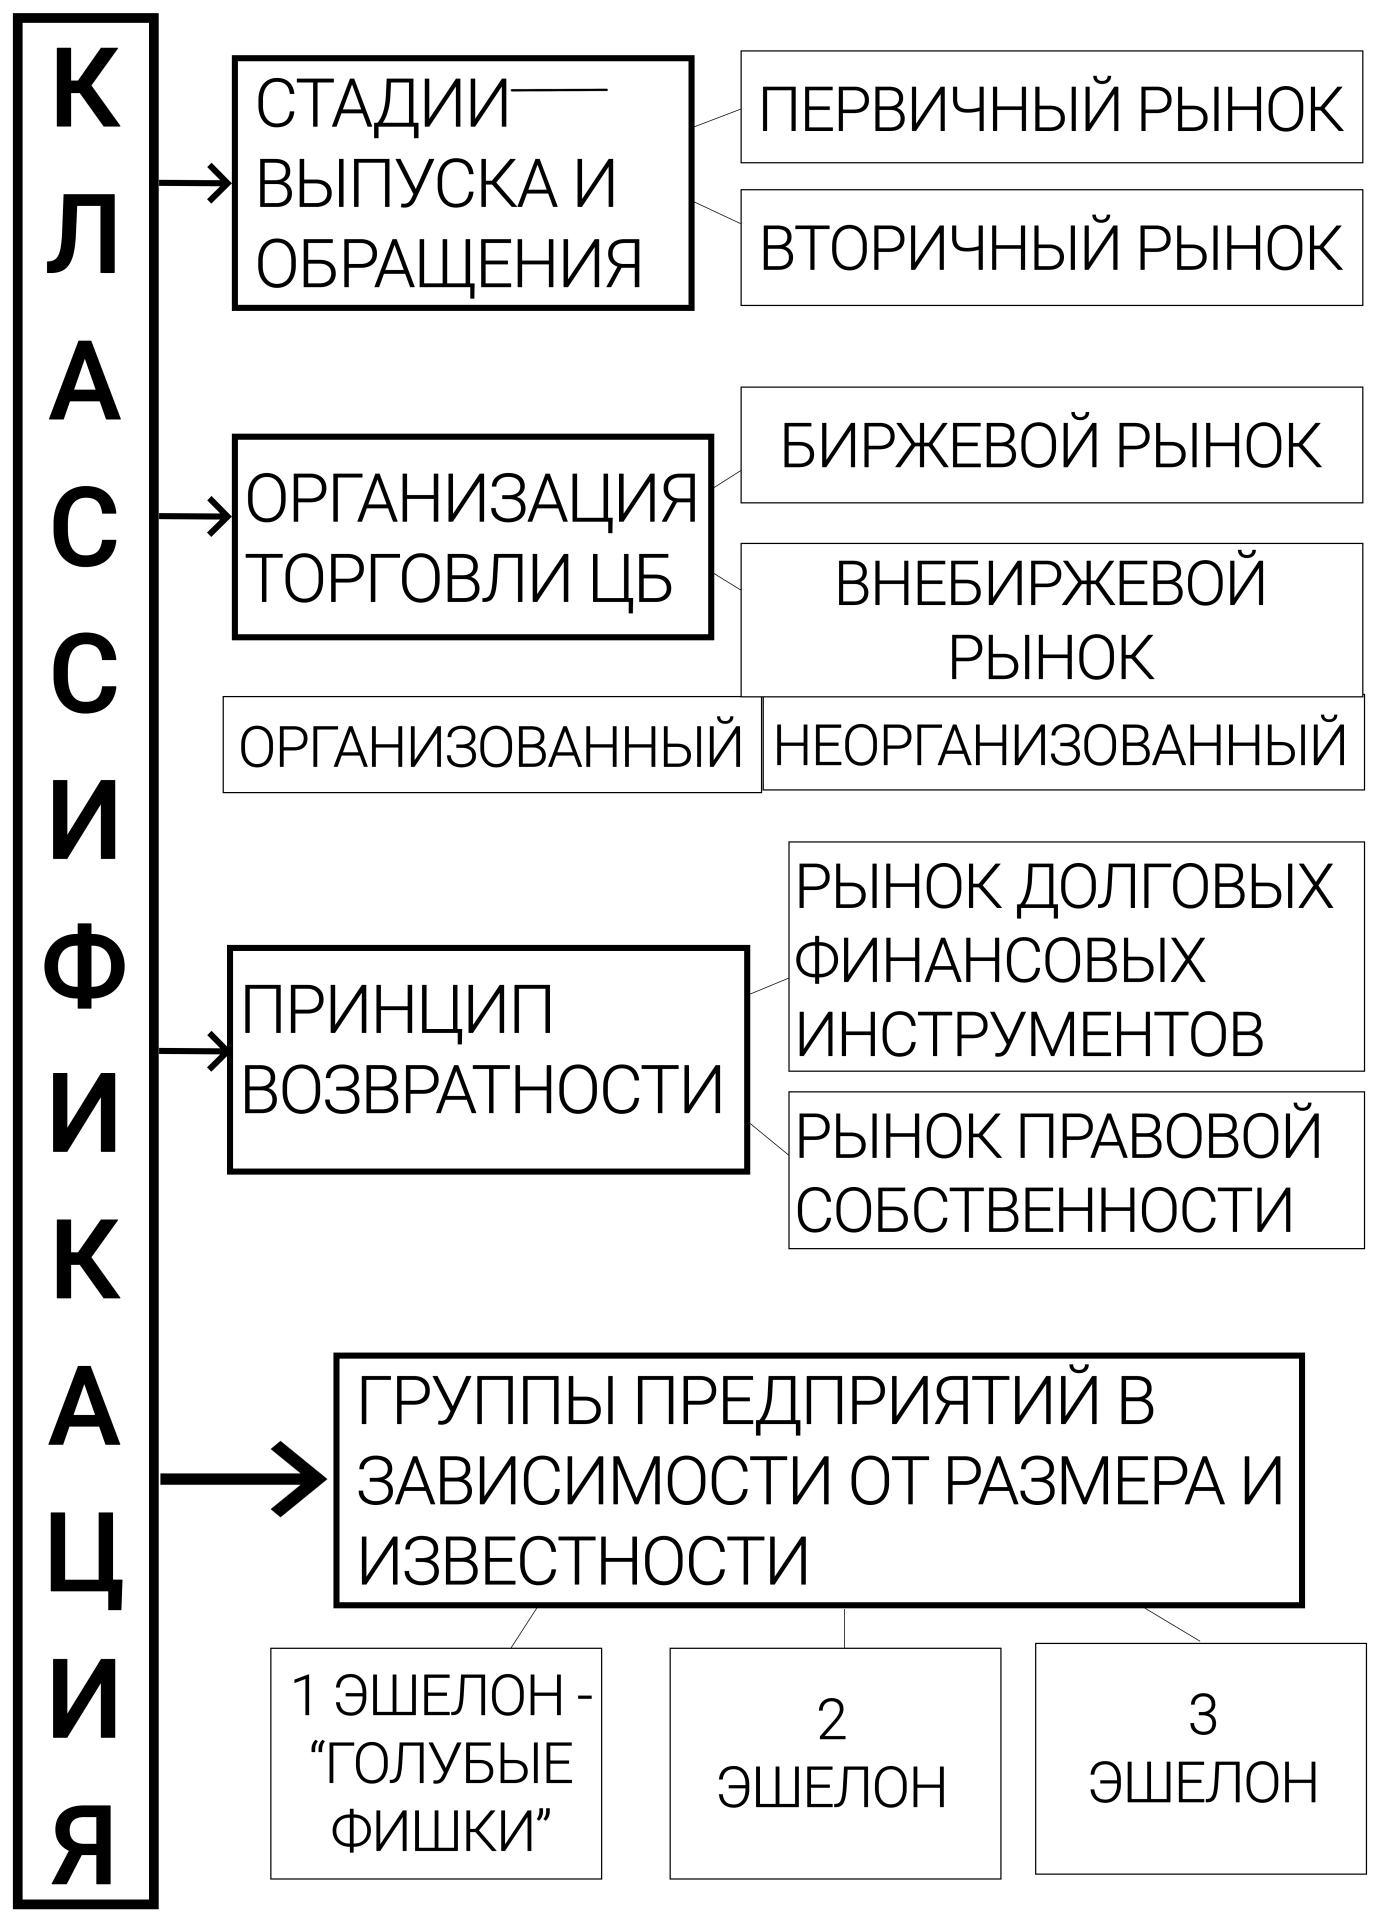 КЛАССИФИКАЦИЯ
СТАДИИ
ВЫПУСКА И
ОБРАЩЕНИЯ
ПЕРВИЧНЫЙ РЫНОК
ВТОРИЧНЫЙ РЫНОК
ОРГАНИЗАЦИЯ
ТОРГОВЛИ ЦБ
БИРЖЕВОЙ РЫНОК
ВНЕБИРЖЕВОЙ
РЫНОК
ОРГАНИЗОВАННЫЙ
НЕОРГАНИЗОВАННЫЙ
ПРИНЦИП
ВОЗВРАТНОСТИ
РЫНОК ДОЛГОВЫХ
ФИНАНСОВЫХ
ИНСТРУМЕНТОВ
РЫНОК ПРАВОВОЙ
СОБСТВЕННОСТИ
ГРУППЫ ПРЕДПРИЯТИЙ В
ЗАВИСИМОСТИ ОТ РАЗМЕРА И
ИЗВЕСТНОСТИ
1 ЭШЕЛОН -
“ГОЛУБЫЕ
ФИШКИ”
2
ЭШЕЛОН
3
ЭШЕЛОН